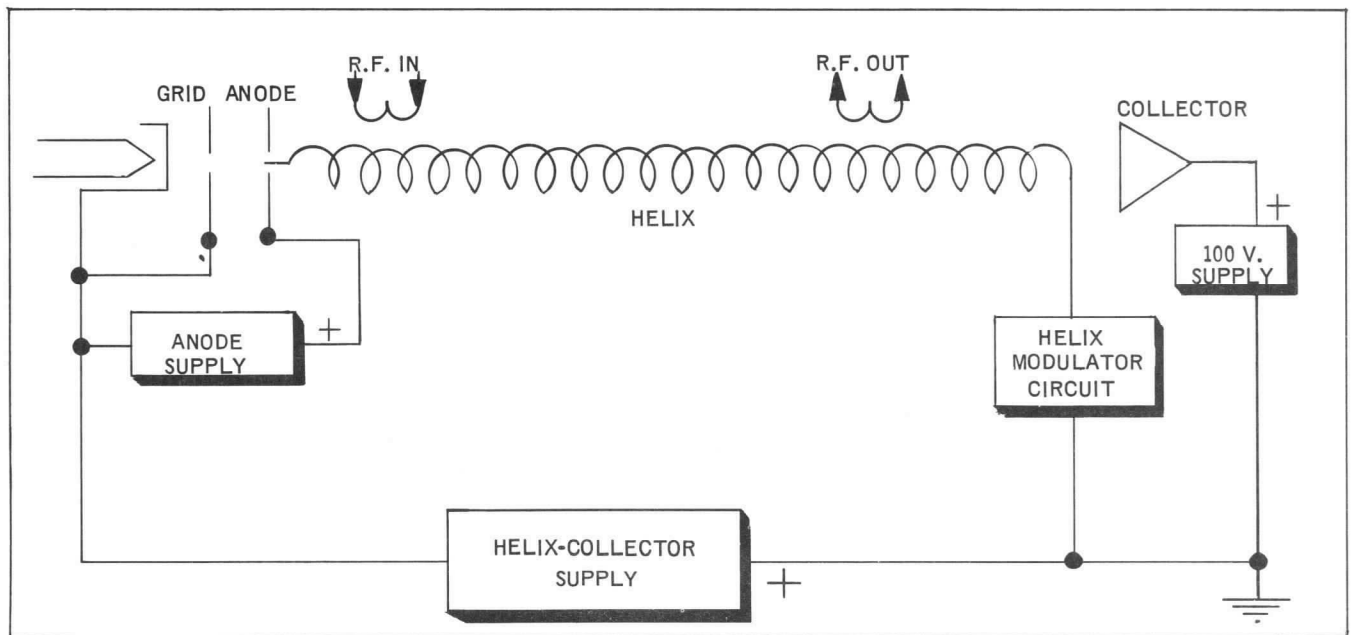 R.F. IN
R.F. OUT
GRID ANODE
COLLECTOR
HELIX
+
100 V.
SUPPLY
+
ANODE
SUPPLY
HELIX
MODULATOR
CIRCUIT
HELIX-COLLECTOR
SUPPLY
+